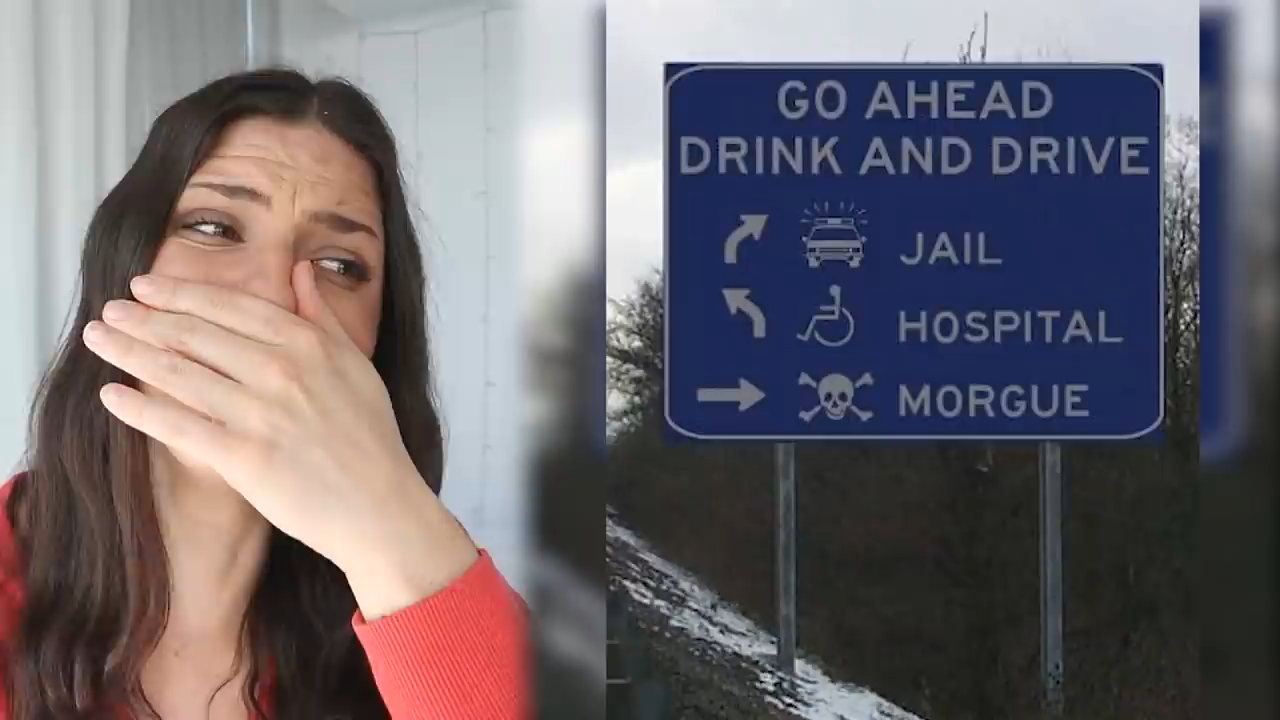 GO AHEAD
DRINK AND DRIVE
JAIL
HOSPITAL
MORGUE